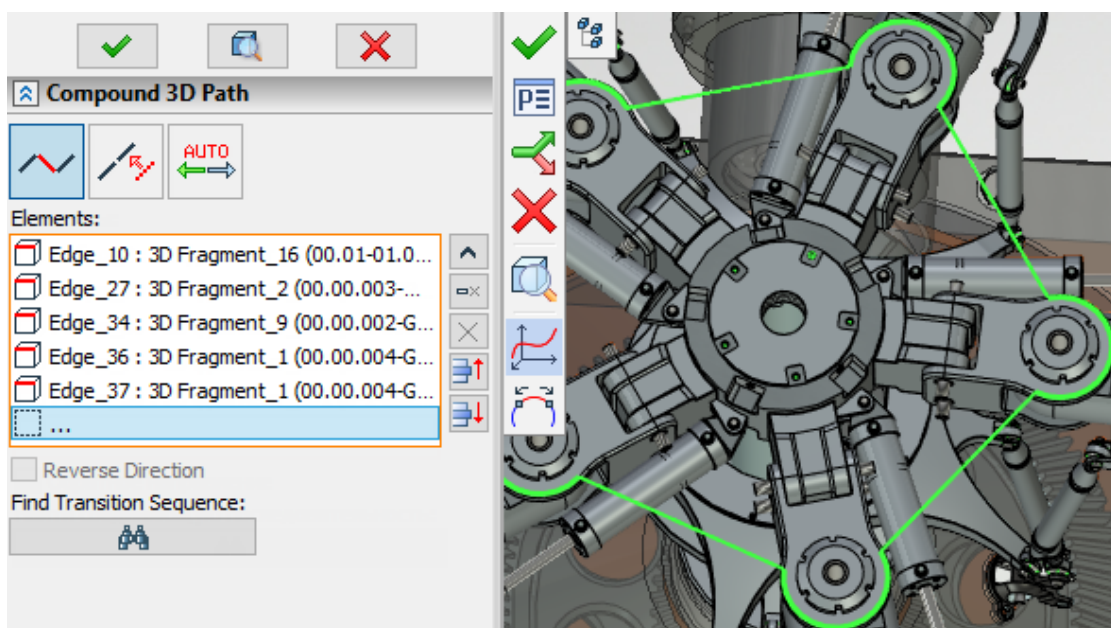 Compound 3D Path
AUTO
Elements:
Edge_10 : 3D Fragment_16 (00.01-01.0...
Edge_27 : 3D Fragment_2 (00.00.003-...
Edge_34 : 3D Fragment_9 (00.00.002-G...
Edge_36 : 3D Fragment_1 (00.00.004-G...
Edge_37 : 3D Fragment_1 (00.00.004-G...
...
Reverse Direction
Find Transition Sequence: